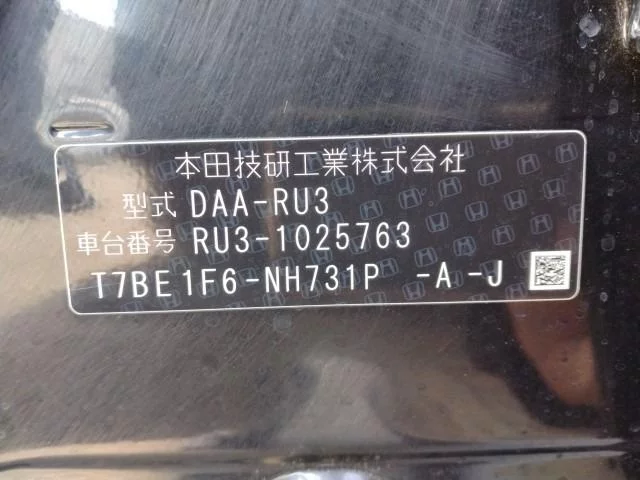 本田技研工業株式会社
型式 DAA-RU3
車台番号 RU3-1025763
T7BE1F6-NH731P -A-J